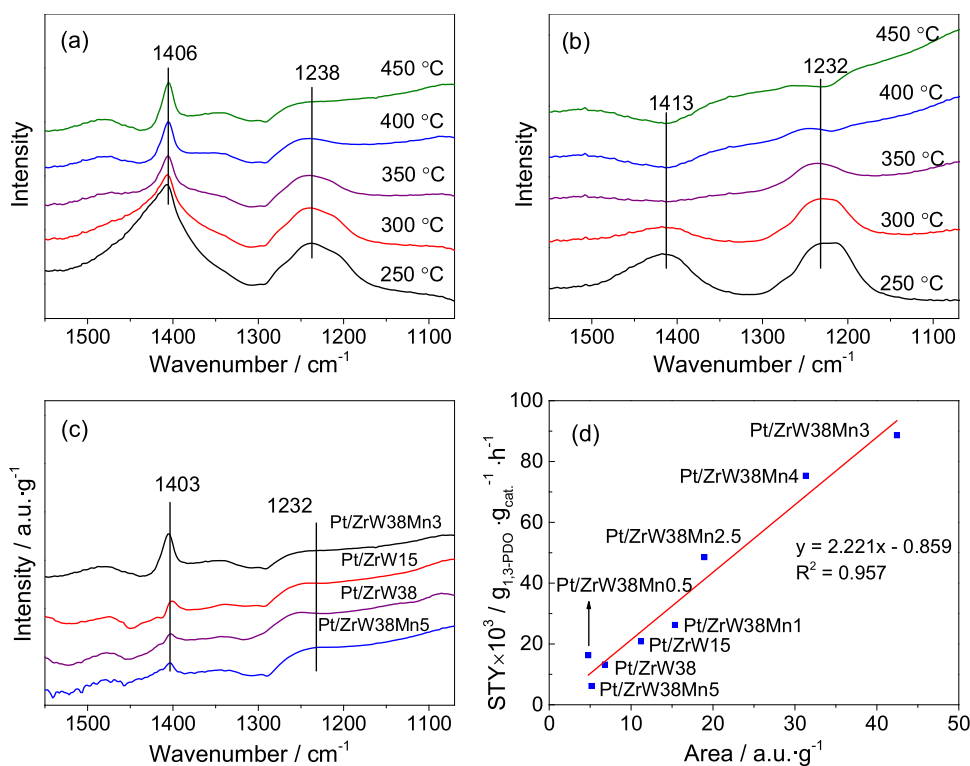 (a)
1406
1238
450 °C
400 °C
350 °C
300 °C
250 °C
Intensity
1500 1400 1300 1200 1100
Wavenumber / cm⁻¹
(b)
1413
1232
450 °C
400 °C
350 °C
300 °C
250 °C
Intensity
1500 1400 1300 1200 1100
Wavenumber / cm⁻¹
(c)
1403
1232
Pt/ZrW38Mn3
Pt/ZrW15
Pt/ZrW38
Pt/ZrW38Mn5
Intensity / a.u.·g⁻¹
1500 1400 1300 1200 1100
Wavenumber / cm⁻¹
(d)
100
80
60
40
20
0
Pt/ZrW38Mn3
Pt/ZrW38Mn4
Pt/ZrW38Mn2.5
y = 2.221x - 0.859
R² = 0.957
Pt/ZrW38Mn0.5
Pt/ZrW38Mn1
Pt/ZrW15
Pt/ZrW38
Pt/ZrW38Mn5
STY×10³ / g1,3-PDO·gcat.⁻¹·h⁻¹
0 10 20 30 40 50
Area / a.u.·g⁻¹